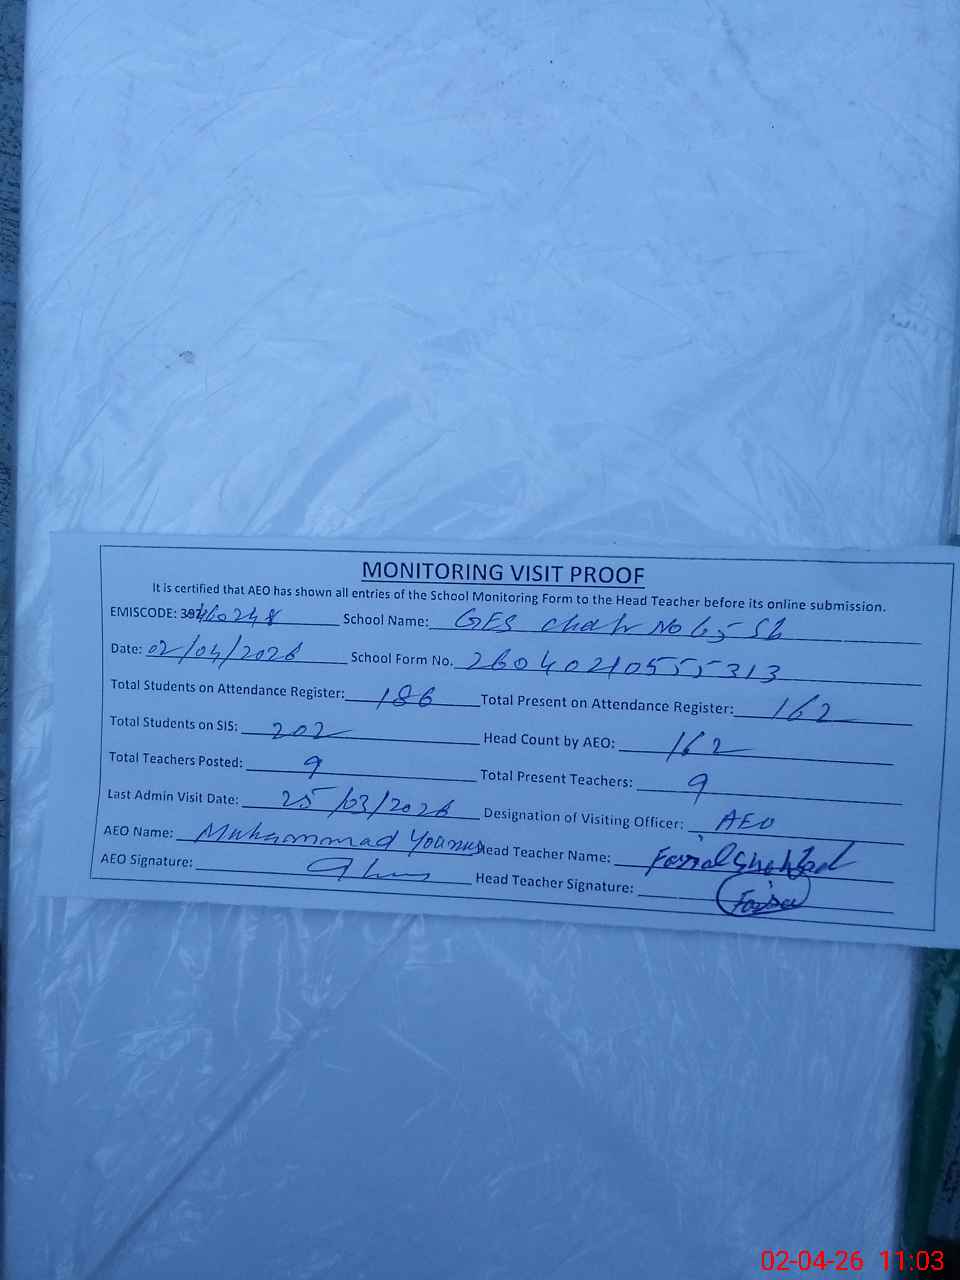 MONITORING VISIT PROOF
It is certified that AEO has shown all entries of the School Monitoring Form to the Head Teacher before its online submission.
EMISCODE: School Name: GES chak No 65 SB
Date: 02/04/2026 School Form No. 26040210555313
Total Students on Attendance Register: 186 Total Present on Attendance Register: 162
Total Students on SIS: 202 Head Count by AEO: 162
Total Teachers Posted: 9 Total Present Teachers: 9
Last Admin Visit Date: 25/03/2026 Designation of Visiting Officer: AEO
AEO Name: Muhammad Younus Head Teacher Name:
AEO Signature: Head Teacher Signature:
02-04-26 11:03